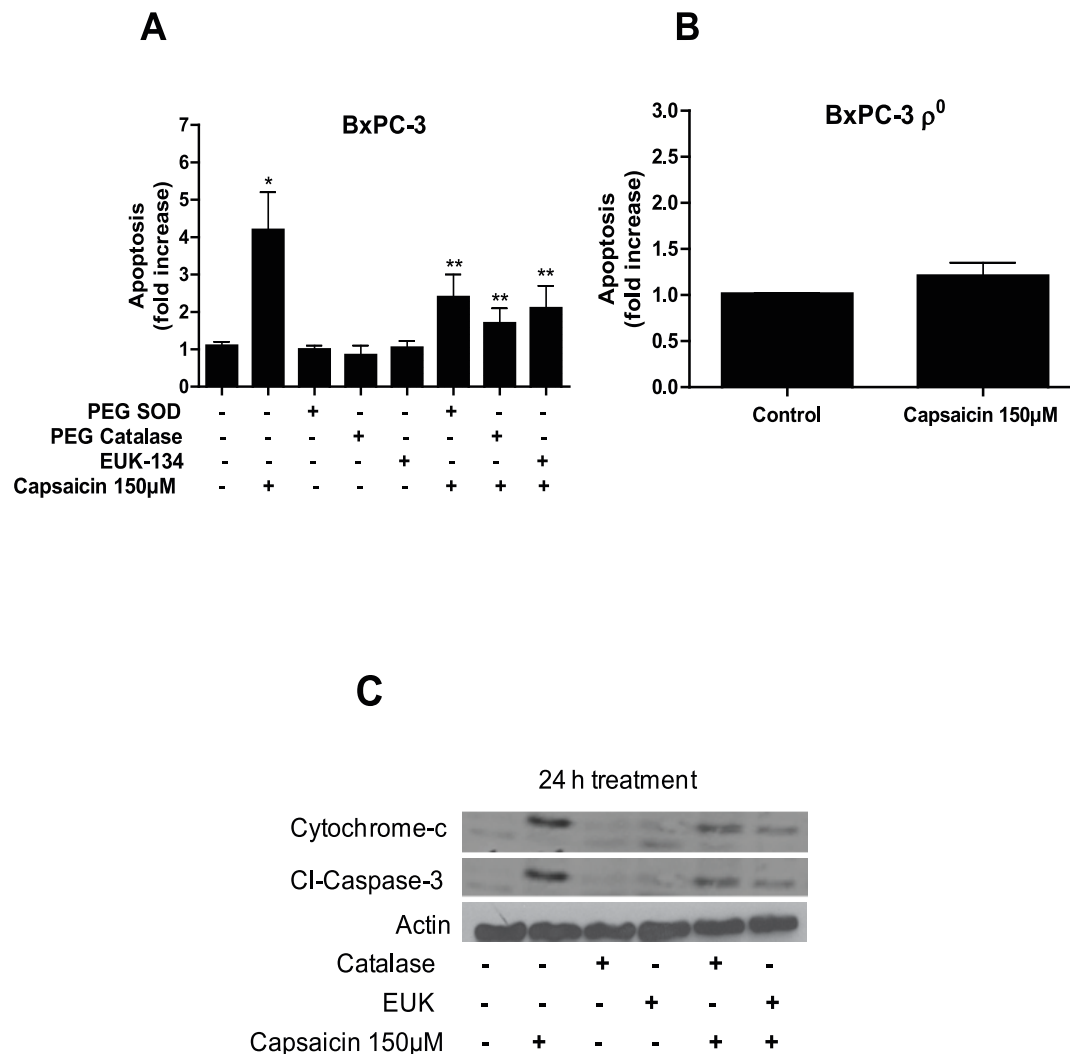 A
BxPC-3
Apoptosis
(fold increase)
7
6
5
4
3
2
1
0
*
**
**
**
PEG SOD - - + - - + - -
PEG Catalase - - - + - - + -
EUK-134 - - - - + - - +
Capsaicin 150µM - + - - - + + +
B
BxPC-3 ρ⁰
Apoptosis
(fold increase)
3.0
2.5
2.0
1.5
1.0
0.5
0.0
Control Capsaicin 150µM
C
24 h treatment
Cytochrome-c
Cl-Caspase-3
Actin
Catalase - - + - + -
EUK - - - + - +
Capsaicin 150µM - + - - + +